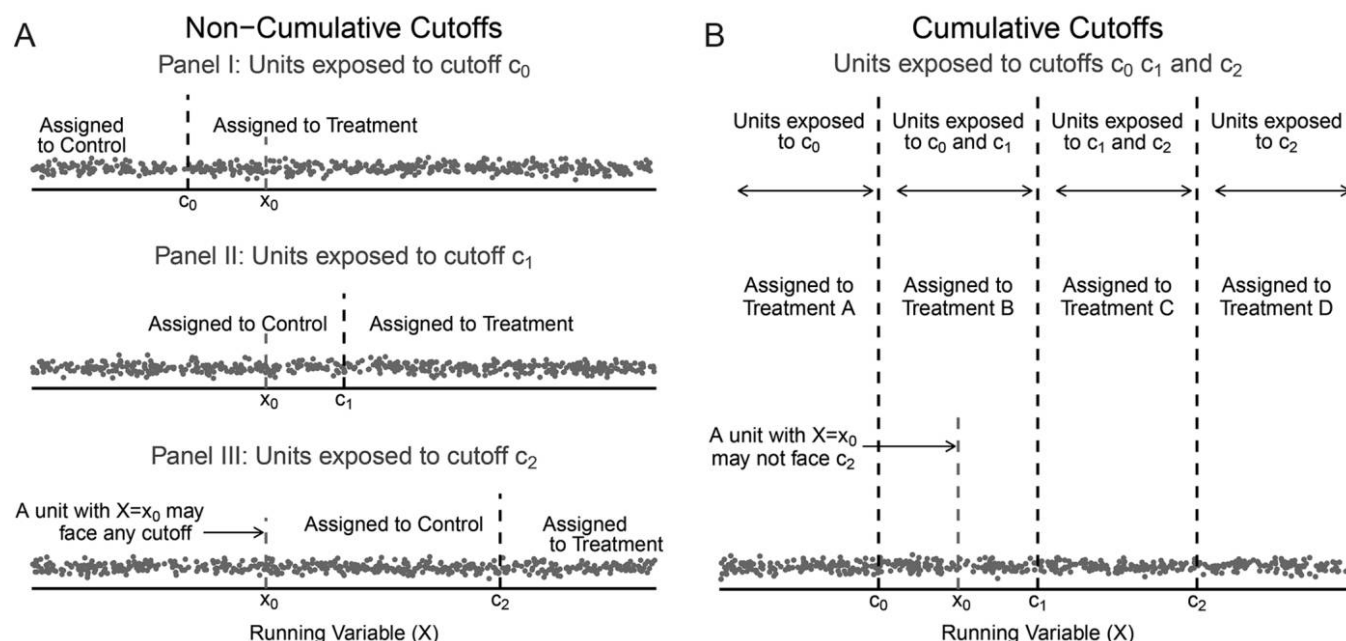 A
Non−Cumulative Cutoffs
Panel I: Units exposed to cutoff c₀
Assigned
to Control
Assigned to Treatment
c₀
x₀
Panel II: Units exposed to cutoff c₁
Assigned to Control
Assigned to Treatment
x₀
c₁
Panel III: Units exposed to cutoff c₂
A unit with X=x₀ may
face any cutoff
Assigned to Control
Assigned
to Treatment
x₀
c₂
Running Variable (X)
B
Cumulative Cutoffs
Units exposed to cutoffs c₀ c₁ and c₂
Units exposed
to c₀
Units exposed
to c₀ and c₁
Units exposed
to c₁ and c₂
Units exposed
to c₂
Assigned to
Treatment A
Assigned to
Treatment B
Assigned to
Treatment C
Assigned to
Treatment D
A unit with X=x₀
may not face c₂
c₀
x₀
c₁
c₂
Running Variable (X)